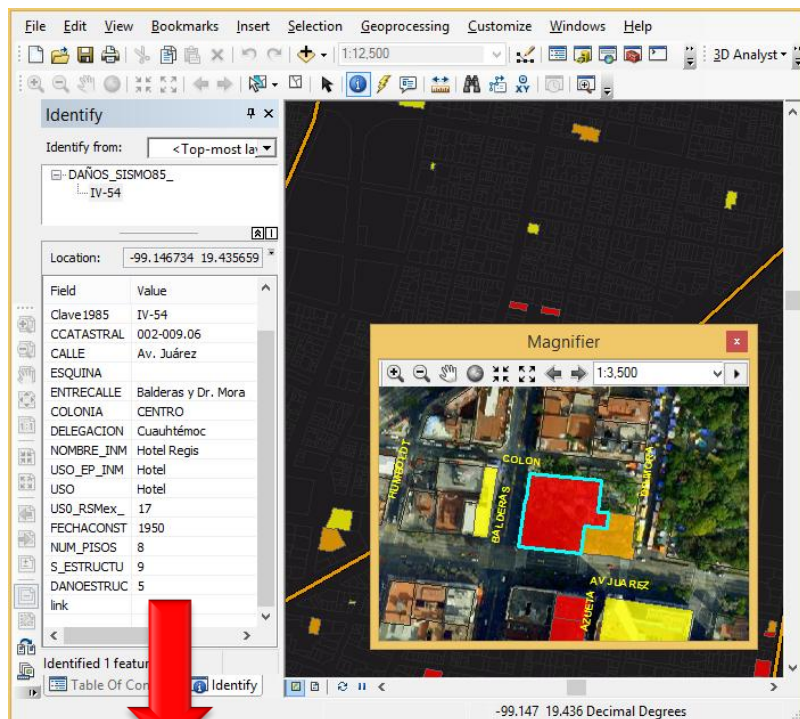 File Edit View Bookmarks Insert Selection Geoprocessing Customize Windows Help
1:12,500
3D Analyst
Identify
Identify from:
<Top-most la
DAÑOS_SISMO85_
IV-54
Location:
-99.146734 19.435659
Field Value
Clave1985 IV-54
CCATASTRAL 002-009.06
CALLE Av. Juárez
ESQUINA
ENTRECALLE Balderas y Dr. Mora
COLONIA CENTRO
DELEGACION Cuauhtémoc
NOMBRE_INM Hotel Regis
USO_EP_INM Hotel
USO Hotel
US0_RSMex_ 17
FECHACONST 1950
NUM_PISOS 8
S_ESTRUCTU 9
DANOESTRUC 5
link
Identified 1 featu
Table Of Con
Identify
Magnifier
1:3,500
HUMBOLDT
COLON
BALDERAS
DR MORA
AV JUAREZ
AZUETA
-99.147 19.436 Decimal Degrees